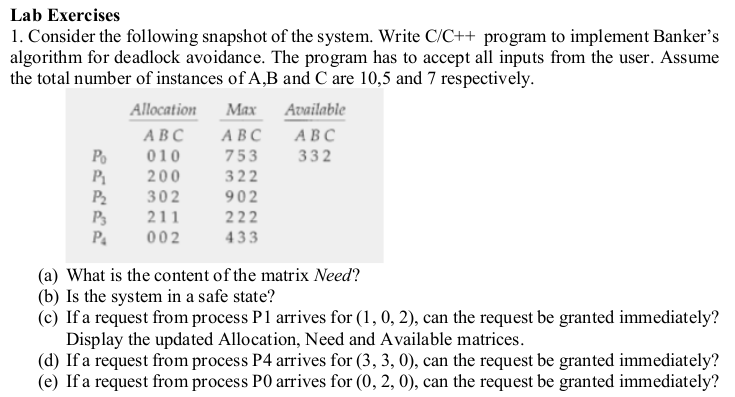 Lab Exercises
1. Consider the following snapshot of the system. Write C/C++ program to implement Banker's
algorithm for deadlock avoidance. The program has to accept all inputs from the user. Assume
the total number of instances of A,B and C are 10,5 and 7 respectively.
Allocation Max Available
A B C A B C A B C
P0 0 1 0 7 5 3 3 3 2
P1 2 0 0 3 2 2
P2 3 0 2 9 0 2
P3 2 1 1 2 2 2
P4 0 0 2 4 3 3
(a) What is the content of the matrix Need?
(b) Is the system in a safe state?
(c) If a request from process P1 arrives for (1, 0, 2), can the request be granted immediately?
Display the updated Allocation, Need and Available matrices.
(d) If a request from process P4 arrives for (3, 3, 0), can the request be granted immediately?
(e) If a request from process P0 arrives for (0, 2, 0), can the request be granted immediately?